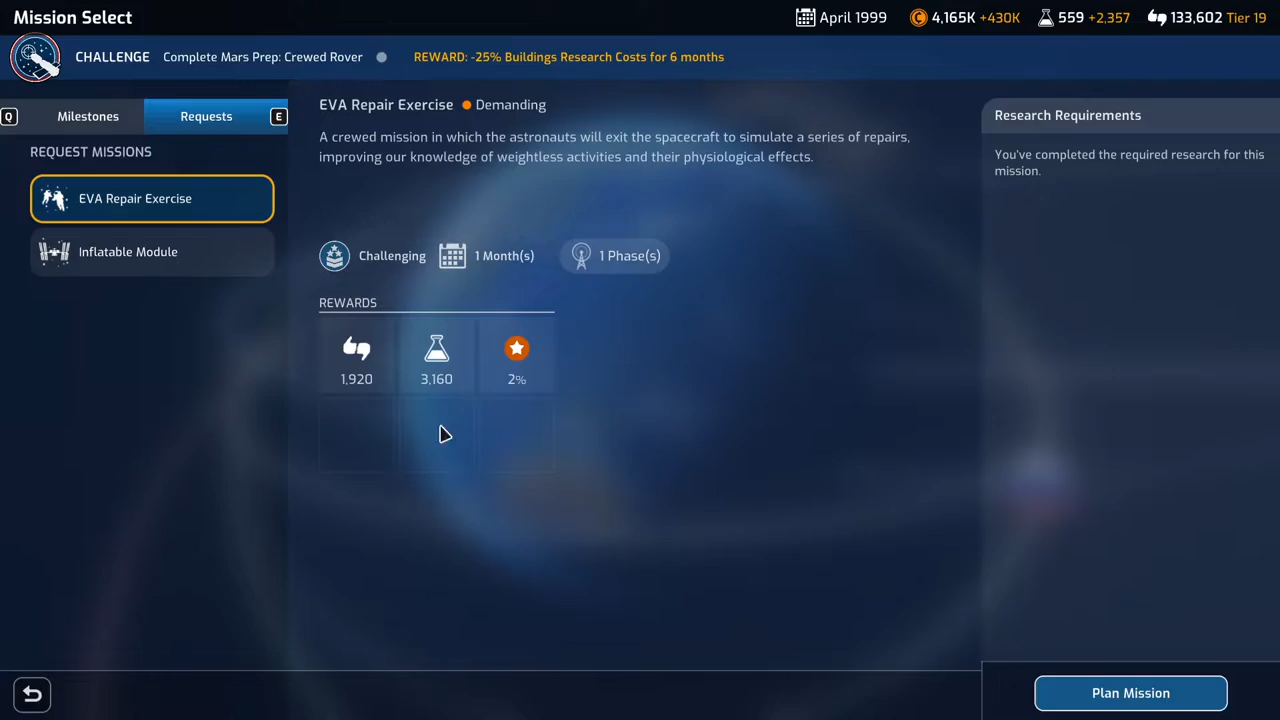 Mission Select
April 1999
4,165K +430K
559 +2,357
133,602 Tier 19
CHALLENGE Complete Mars Prep: Crewed Rover
REWARD: -25% Buildings Research Costs for 6 months
Q Milestones
Requests E
REQUEST MISSIONS
EVA Repair Exercise
Inflatable Module
EVA Repair Exercise Demanding
A crewed mission in which the astronauts will exit the spacecraft to simulate a series of repairs,
improving our knowledge of weightless activities and their physiological effects.
Challenging
1 Month(s)
1 Phase(s)
REWARDS
1,920
3,160
2%
Research Requirements
You've completed the required research for this
mission.
Plan Mission